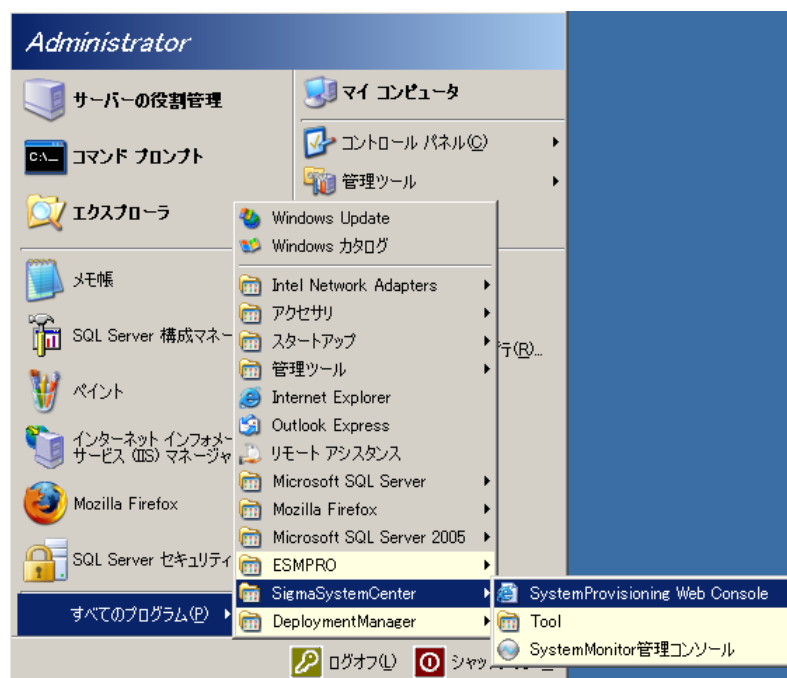 Administrator
サーバーの役割管理
コマンド プロンプト
エクスプローラ
メモ帳
SQL Server 構成マネー
ペイント
インターネット インフォメー
サービス (IIS) マネージャ
Mozilla Firefox
SQL Server セキュリティ
すべてのプログラム(P)
マイ コンピュータ
コントロール パネル(C)
管理ツール
行(R)...
Windows Update
Windows カタログ
Intel Network Adapters
アクセサリ
スタートアップ
管理ツール
Internet Explorer
Outlook Express
リモート アシスタンス
Microsoft SQL Server
Mozilla Firefox
Microsoft SQL Server 2005
ESMPRO
SigmaSystemCenter
DeploymentManager
SystemProvisioning Web Console
Tool
SystemMonitor管理コンソール
ログオフ(L)
シャッ